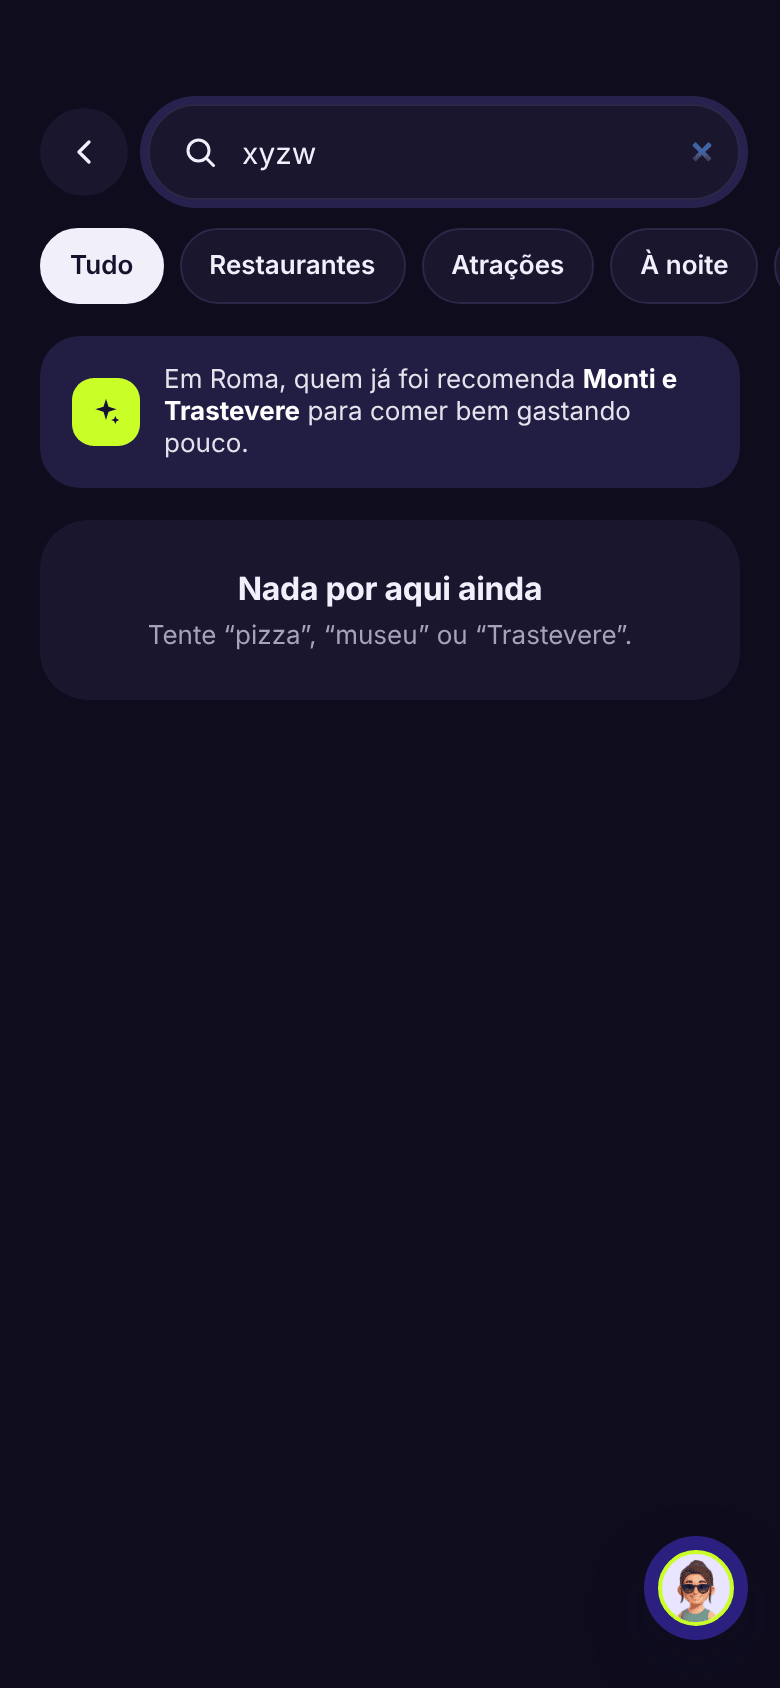 xyzw
Tudo
Restaurantes
Atrações
À noite
Em Roma, quem já foi recomenda Monti e
Trastevere para comer bem gastando
pouco.
Nada por aqui ainda
Tente “pizza”, “museu” ou “Trastevere”.